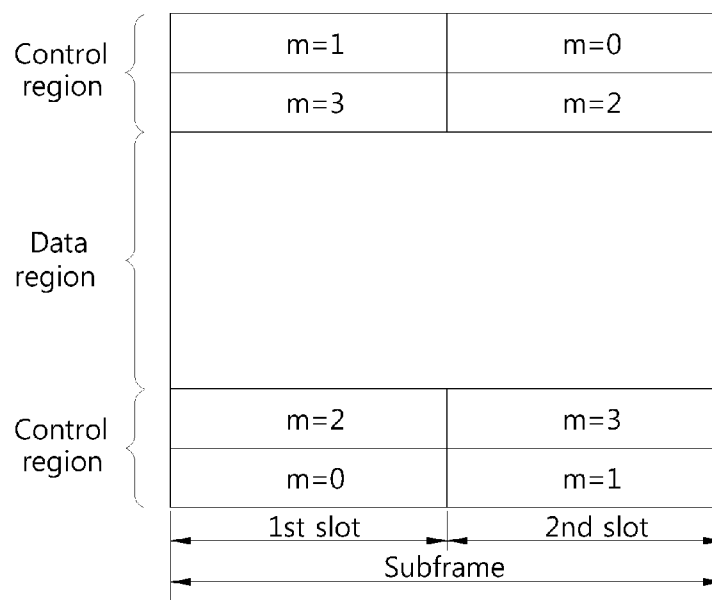 Control
region
m=1
m=0
m=3
m=2
Data
region
Control
region
m=2
m=3
m=0
m=1
1st slot
2nd slot
Subframe